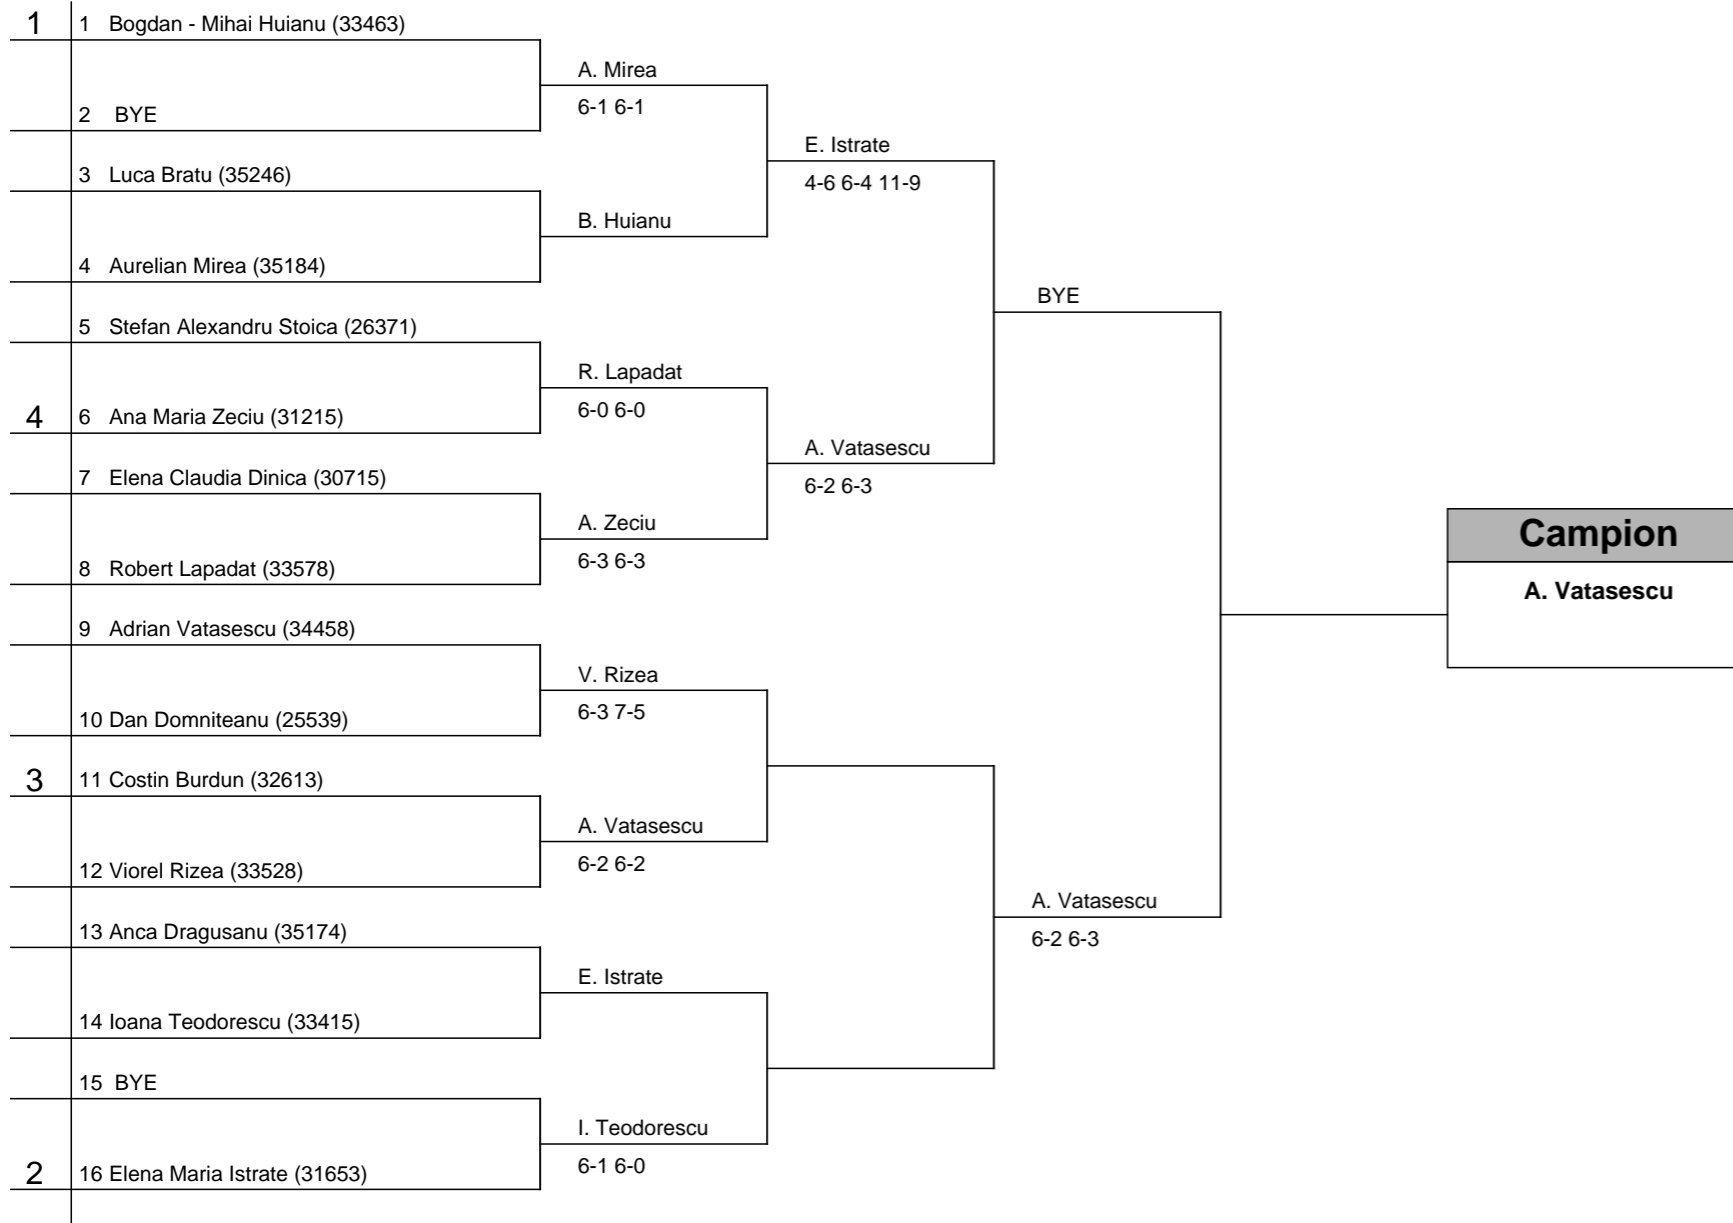 1 1 Bogdan - Mihai Huianu (33463)
A. Mirea
6-1 6-1
2 BYE
E. Istrate
3 Luca Bratu (35246)
4-6 6-4 11-9
B. Huianu
4 Aurelian Mirea (35184)
BYE
5 Stefan Alexandru Stoica (26371)
R. Lapadat
6-0 6-0
4 6 Ana Maria Zeciu (31215)
A. Vatasescu
7 Elena Claudia Dinica (30715)
6-2 6-3
A. Zeciu
Campion
6-3 6-3
8 Robert Lapadat (33578)
A. Vatasescu
9 Adrian Vatasescu (34458)
V. Rizea
6-3 7-5
10 Dan Domniteanu (25539)
3 11 Costin Burdun (32613)
A. Vatasescu
6-2 6-2
12 Viorel Rizea (33528)
A. Vatasescu
13 Anca Dragusanu (35174)
6-2 6-3
E. Istrate
14 Ioana Teodorescu (33415)
15 BYE
I. Teodorescu
6-1 6-0
2 16 Elena Maria Istrate (31653)